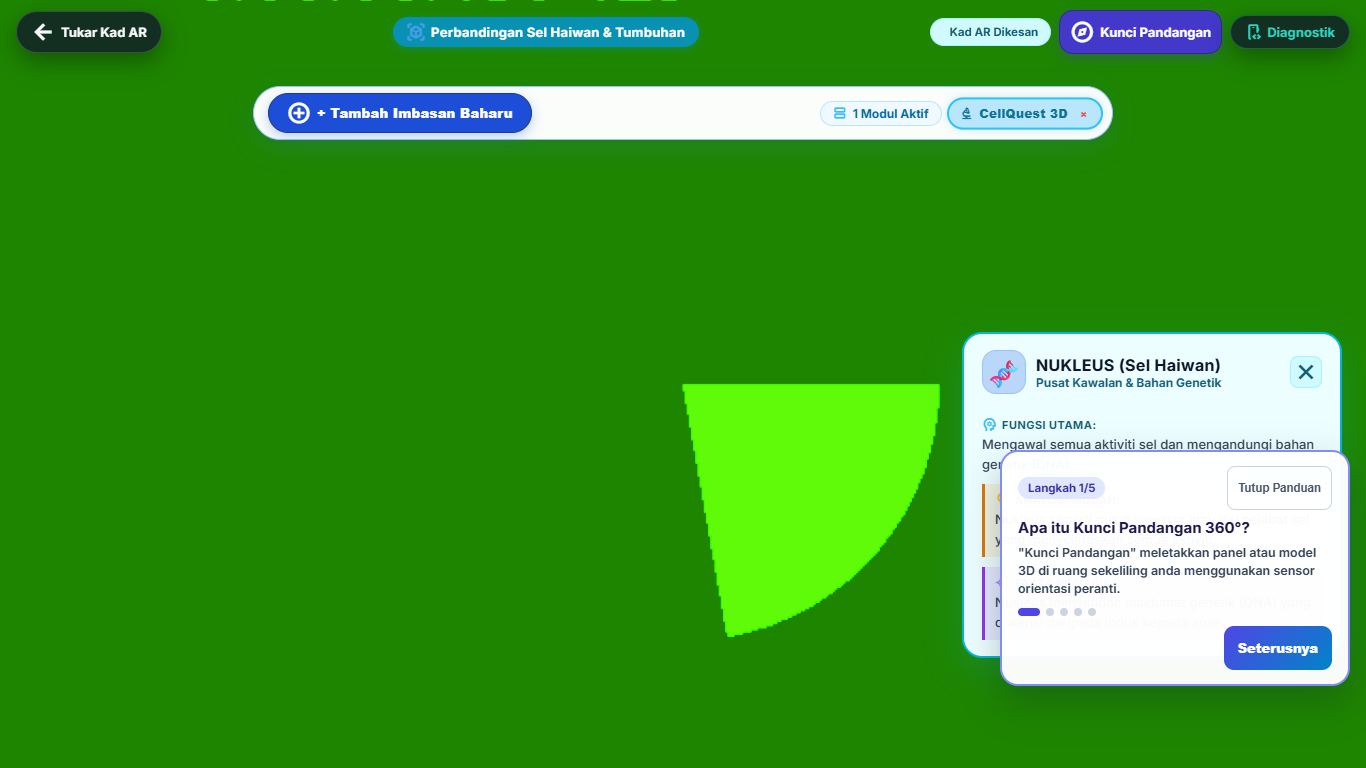 Tukar Kad AR
Perbandingan Sel Haiwan & Tumbuhan
Kad AR Dikesan
Kunci Pandangan
Diagnostik
+ Tambah Imbasan Baharu
1 Modul Aktif
CellQuest 3D
×
NUKLEUS (Sel Haiwan)
Pusat Kawalan & Bahan Genetik
FUNGSI UTAMA:
Mengawal semua aktiviti sel dan mengandungi bahan
Langkah 1/5
Tutup Panduan
Apa itu Kunci Pandangan 360°?
"Kunci Pandangan" meletakkan panel atau model
3D di ruang sekeliling anda menggunakan sensor
orientasi peranti.
Seterusnya